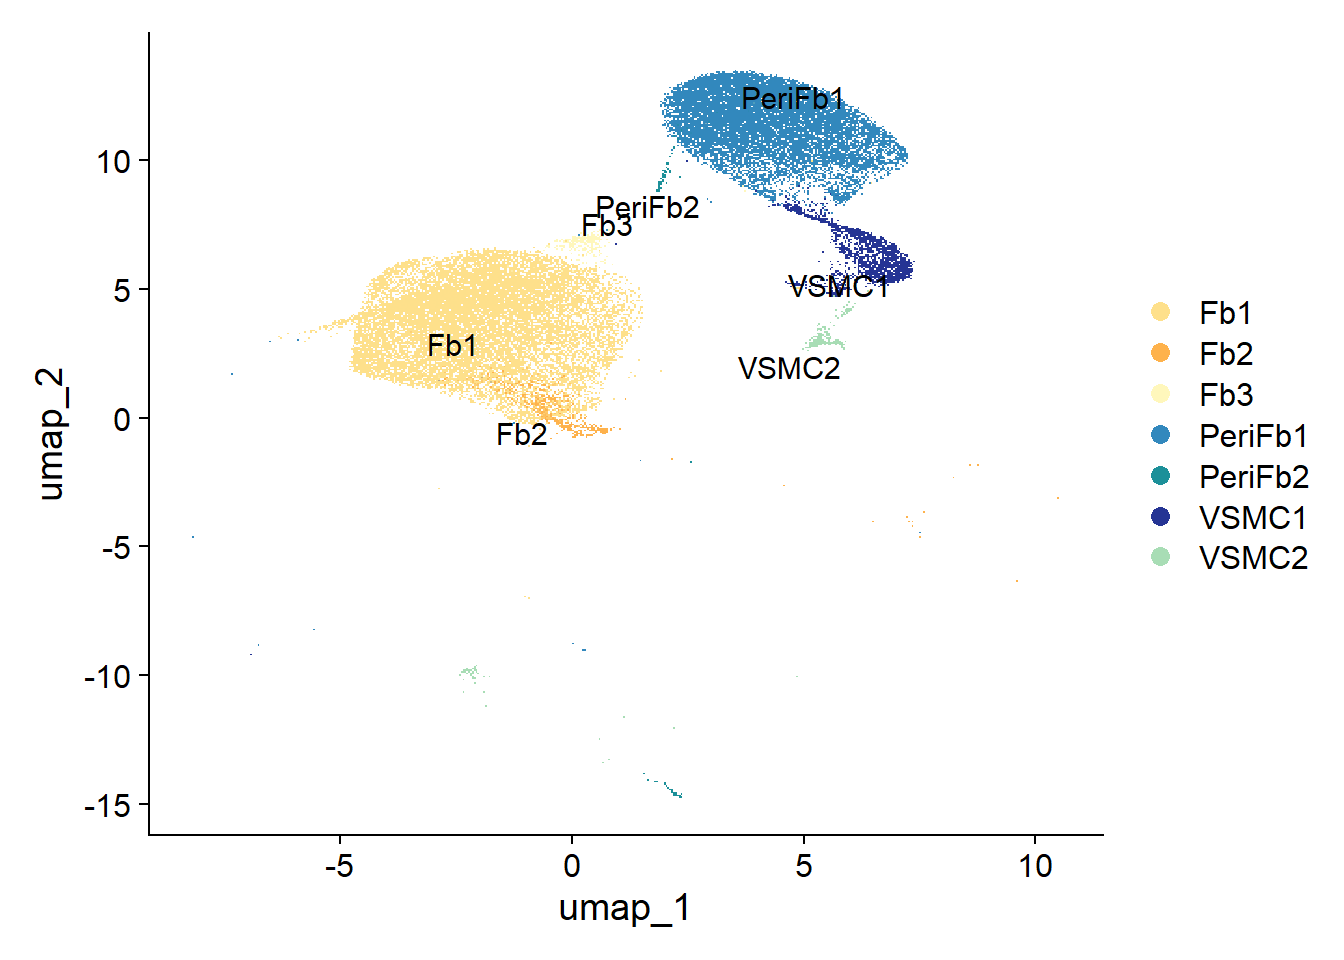 PeriFb1
10
PeriFb2
Fb3
5
VSMC1
Fb1
Fb1
Fb2
VSMC2
Fb3
0
Fb2
PeriFb1
PeriFb2
VSMC1
-5
VSMC2
-10
-15
-5 0 5 10
umap_1
umap_2